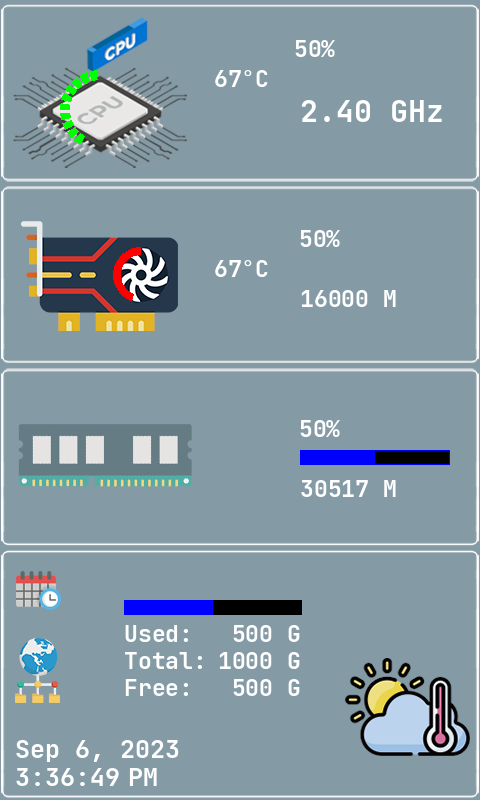 CPU
CPU
50%
67°C
2.40 GHz
50%
67°C
16000 M
50%
30517 M
Used: 500 G
Total: 1000 G
Free: 500 G
Sep 6, 2023
3:36:49 PM